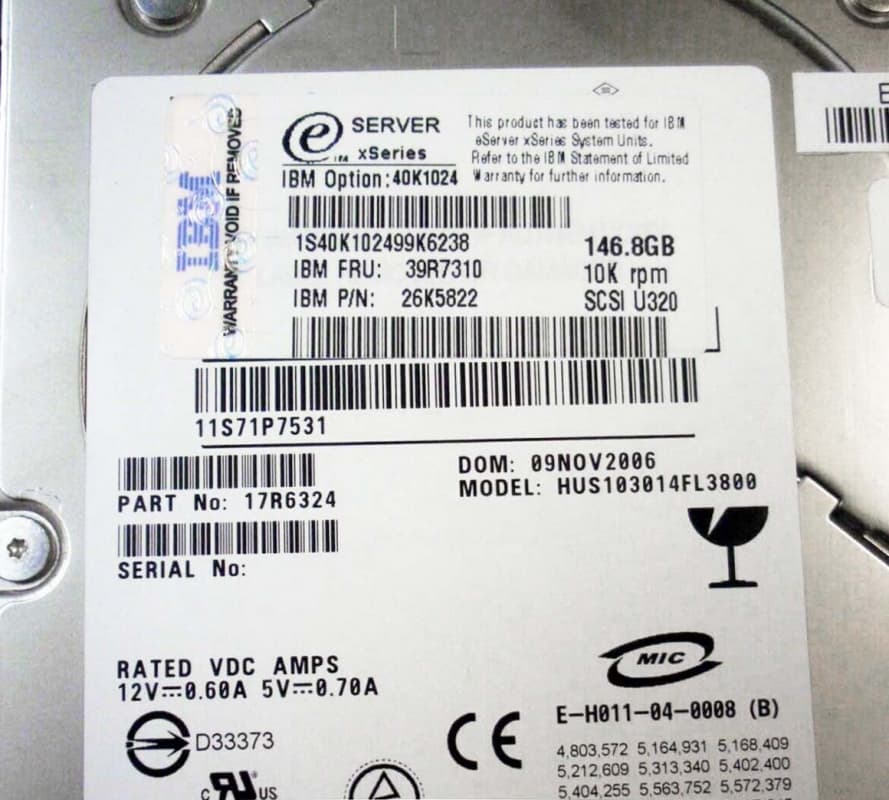 E
IBM
WARRANTY VOID IF REMOVED
e SERVER
IBM xSeries
IBM Option:40K1024
This product has been tested for IBM
eServer xSeries System Units.
Refer to the IBM Statement of Limited
Warranty for further information.
1S40K102499K6238
146.8GB
IBM FRU: 39R7310
10K rpm
IBM P/N: 26K5822
SCSI U320
11S71P7531
DOM: 09NOV2006
MODEL: HUS103014FL3800
PART No: 17R6324
SERIAL No:
RATED VDC AMPS
12V⎓0.60A 5V⎓0.70A
MIC
E-H011-04-0008 (B)
D33373
CE
c RU US
4,803,572 5,164,931 5,168,409
5,212,609 5,313,340 5,402,400
5,404,255 5,563,752 5,572,379